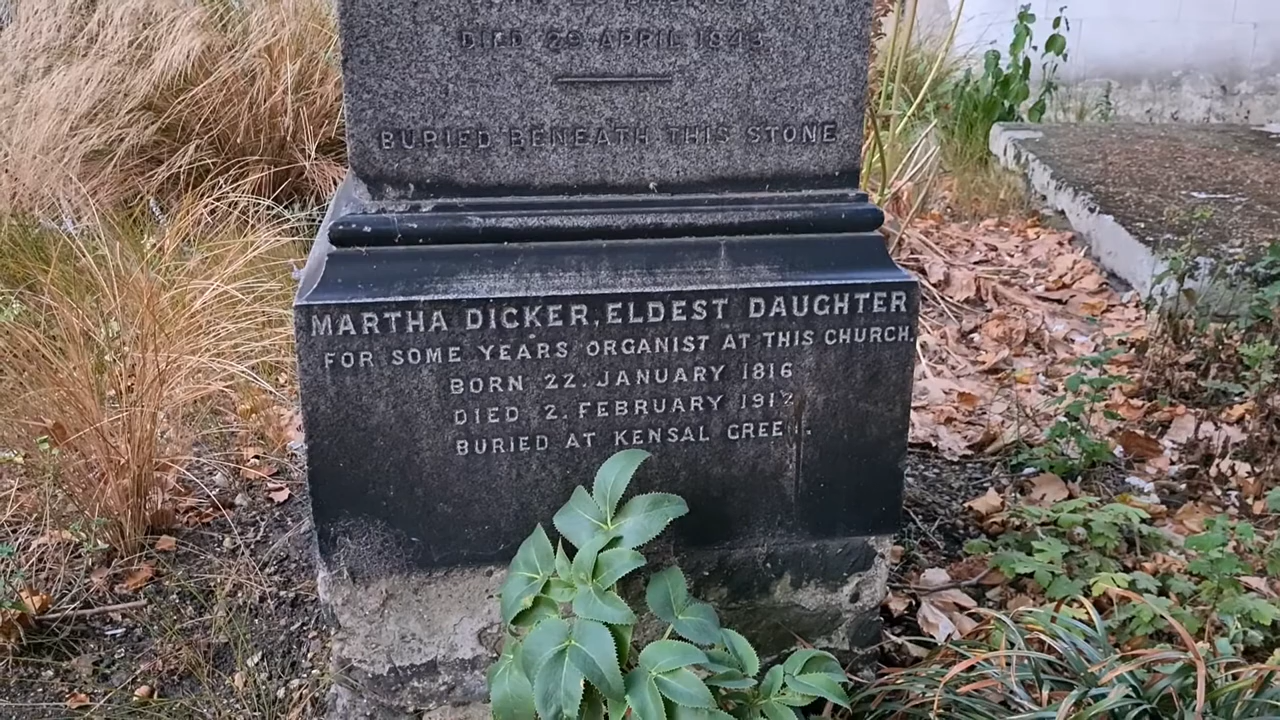 DIED 29 APRIL 1843
BURIED BENEATH THIS STONE
MARTHA DICKER, ELDEST DAUGHTER
FOR SOME YEARS ORGANIST AT THIS CHURCH.
BORN 22. JANUARY 1816
DIED 2. FEBRUARY 1912
BURIED AT KENSAL GREEN.